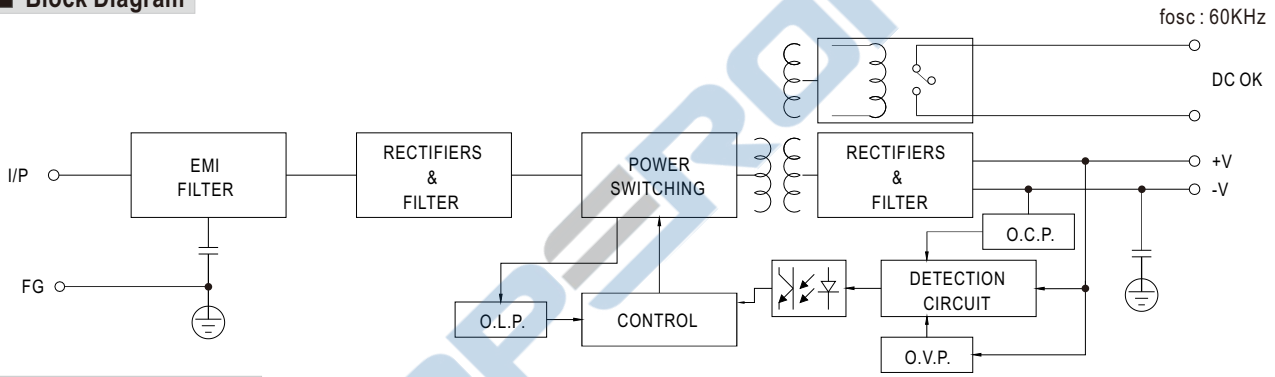 ■ Block Diagram
fosc : 60KHz
DC OK
I/P
EMI
FILTER
RECTIFIERS
&
FILTER
POWER
SWITCHING
RECTIFIERS
&
FILTER
+V
-V
O.C.P.
FG
O.L.P.
CONTROL
DETECTION
CIRCUIT
O.V.P.